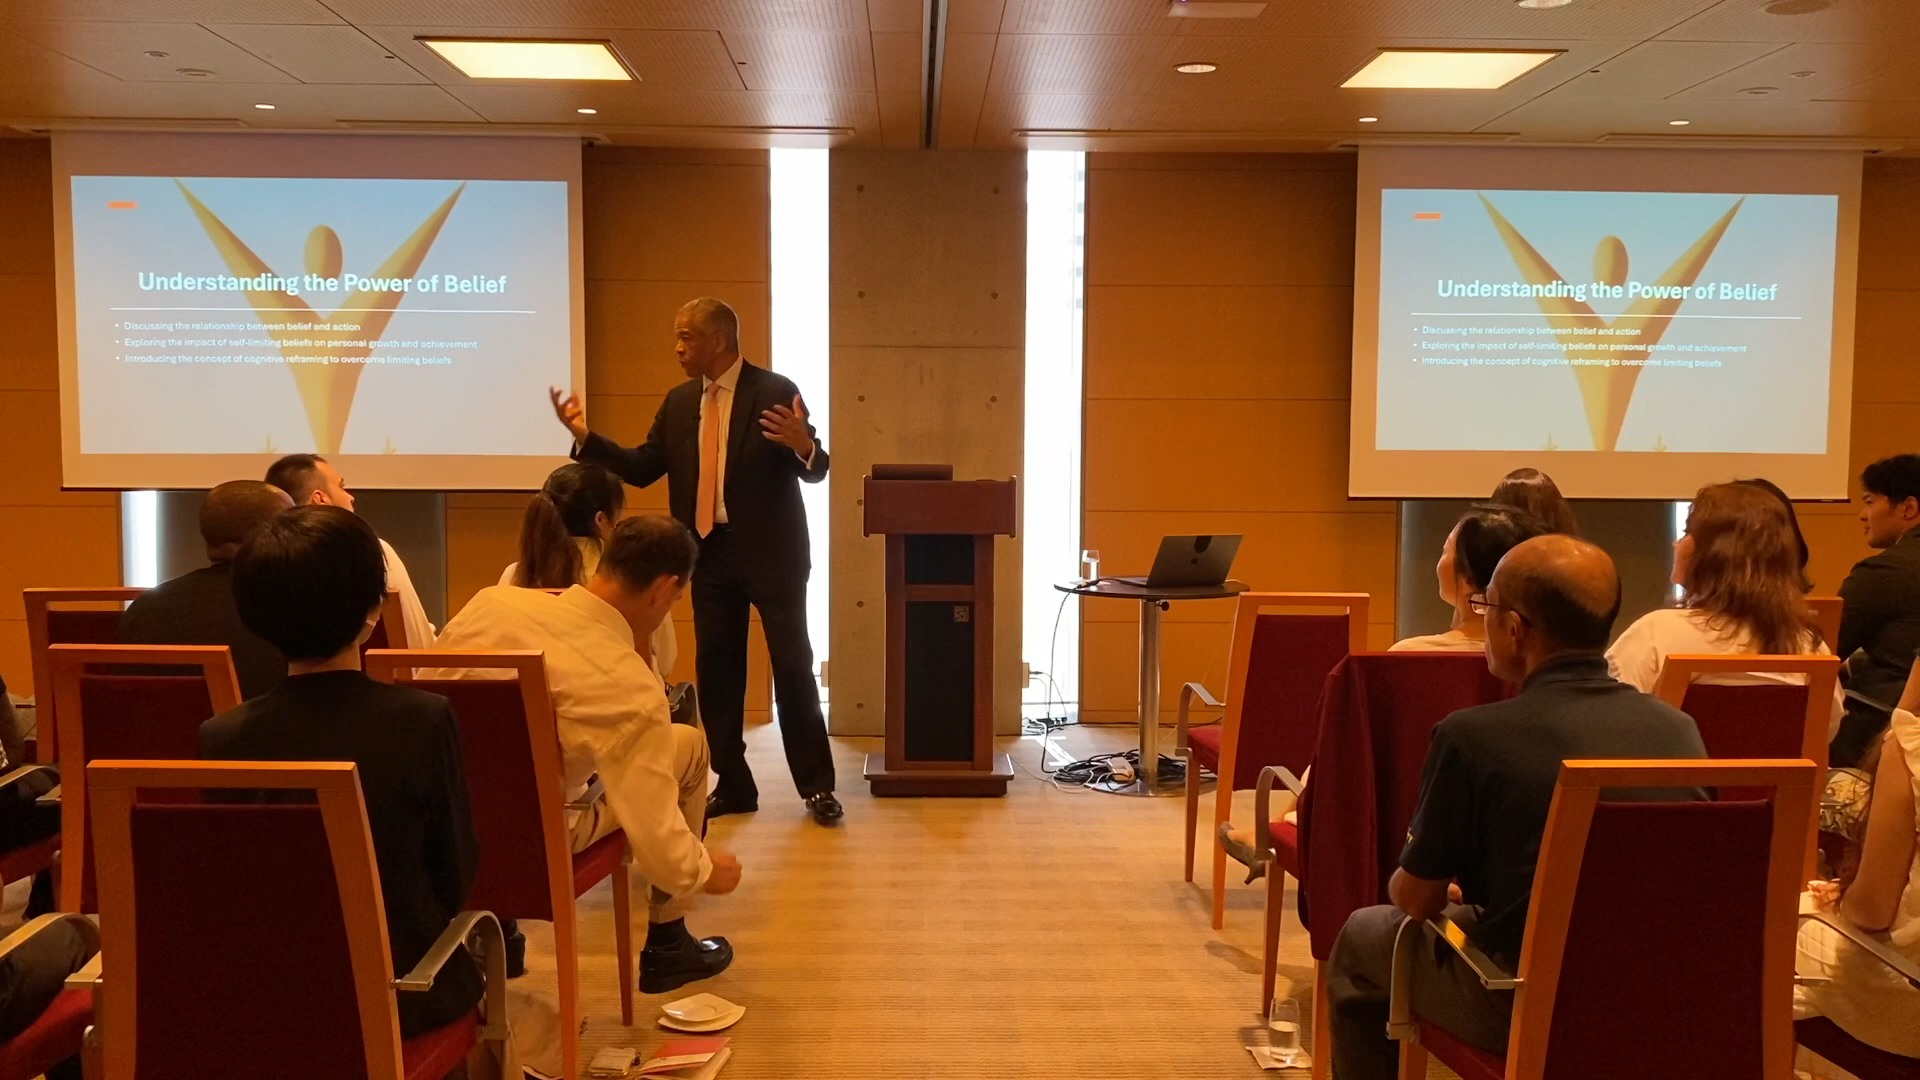 Understanding the Power of Belief
• Discussing the relationship between belief and action
• Exploring the impact of self-limiting beliefs on personal growth and achievement
• Introducing the concept of cognitive reframing to overcome limiting beliefs
Understanding the Power of Belief
• Discussing the relationship between belief and action
• Exploring the impact of self-limiting beliefs on personal growth and achievement
• Introducing the concept of cognitive reframing to overcome limiting beliefs